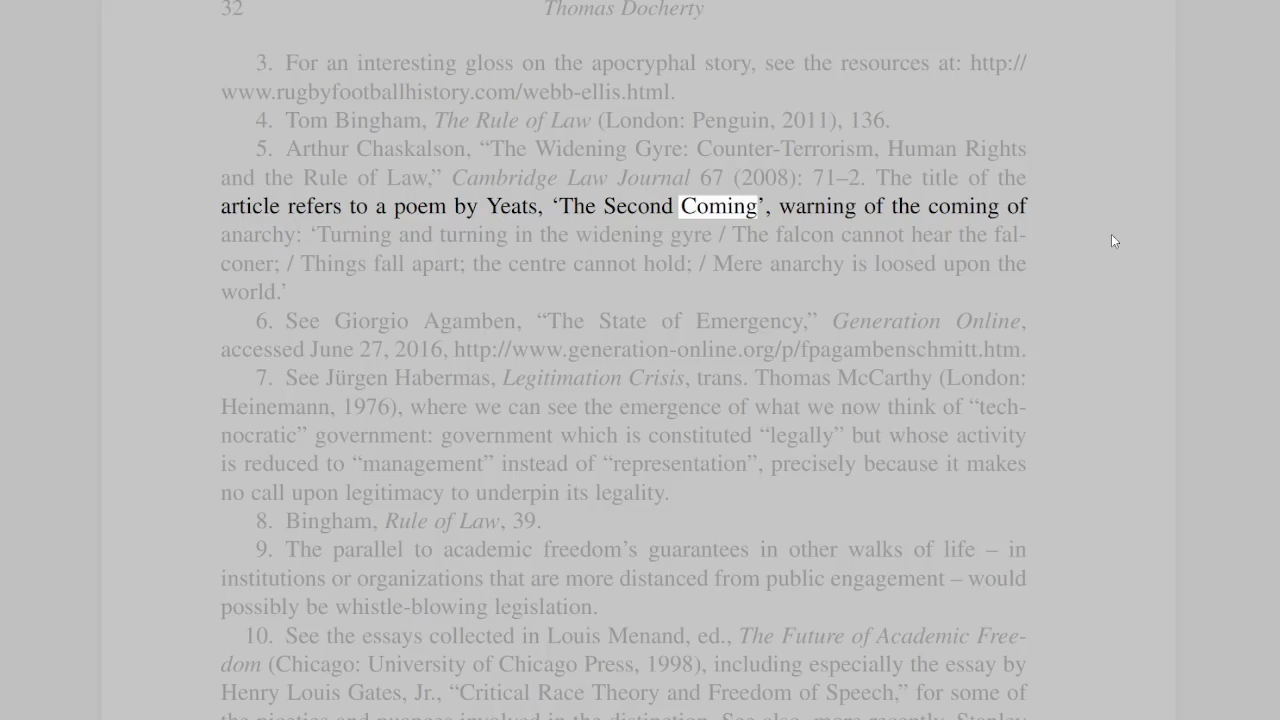 32 Thomas Docherty
3. For an interesting gloss on the apocryphal story, see the resources at: http://
www.rugbyfootballhistory.com/webb-ellis.html.
4. Tom Bingham, The Rule of Law (London: Penguin, 2011), 136.
5. Arthur Chaskalson, “The Widening Gyre: Counter-Terrorism, Human Rights
and the Rule of Law,” Cambridge Law Journal 67 (2008): 71–2. The title of the
article refers to a poem by Yeats, ‘The Second Coming’, warning of the coming of
anarchy: ‘Turning and turning in the widening gyre / The falcon cannot hear the fal-
coner; / Things fall apart; the centre cannot hold; / Mere anarchy is loosed upon the
world.’
6. See Giorgio Agamben, “The State of Emergency,” Generation Online,
accessed June 27, 2016, http://www.generation-online.org/p/fpagambenschmitt.htm.
7. See Jürgen Habermas, Legitimation Crisis, trans. Thomas McCarthy (London:
Heinemann, 1976), where we can see the emergence of what we now think of “tech-
nocratic” government: government which is constituted “legally” but whose activity
is reduced to “management” instead of “representation”, precisely because it makes
no call upon legitimacy to underpin its legality.
8. Bingham, Rule of Law, 39.
9. The parallel to academic freedom’s guarantees in other walks of life – in
institutions or organizations that are more distanced from public engagement – would
possibly be whistle-blowing legislation.
10. See the essays collected in Louis Menand, ed., The Future of Academic Free-
dom (Chicago: University of Chicago Press, 1998), including especially the essay by
Henry Louis Gates, Jr., “Critical Race Theory and Freedom of Speech,” for some of
the niceties and nuances involved in the distinction. See also, more recently, Stanley